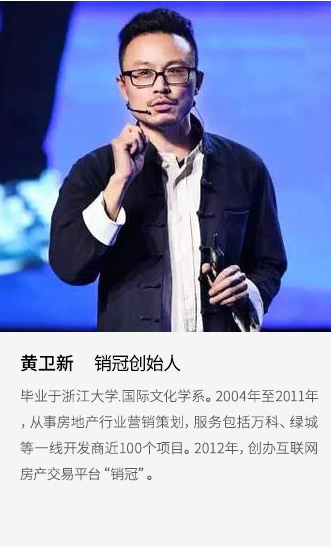 黄卫新 销冠创始人
毕业于浙江大学.国际文化学系。2004年至2011年
，从事房地产行业营销策划，服务包括万科、绿城
等一线开发商近100个项目。2012年，创办互联网
房产交易平台“销冠”。